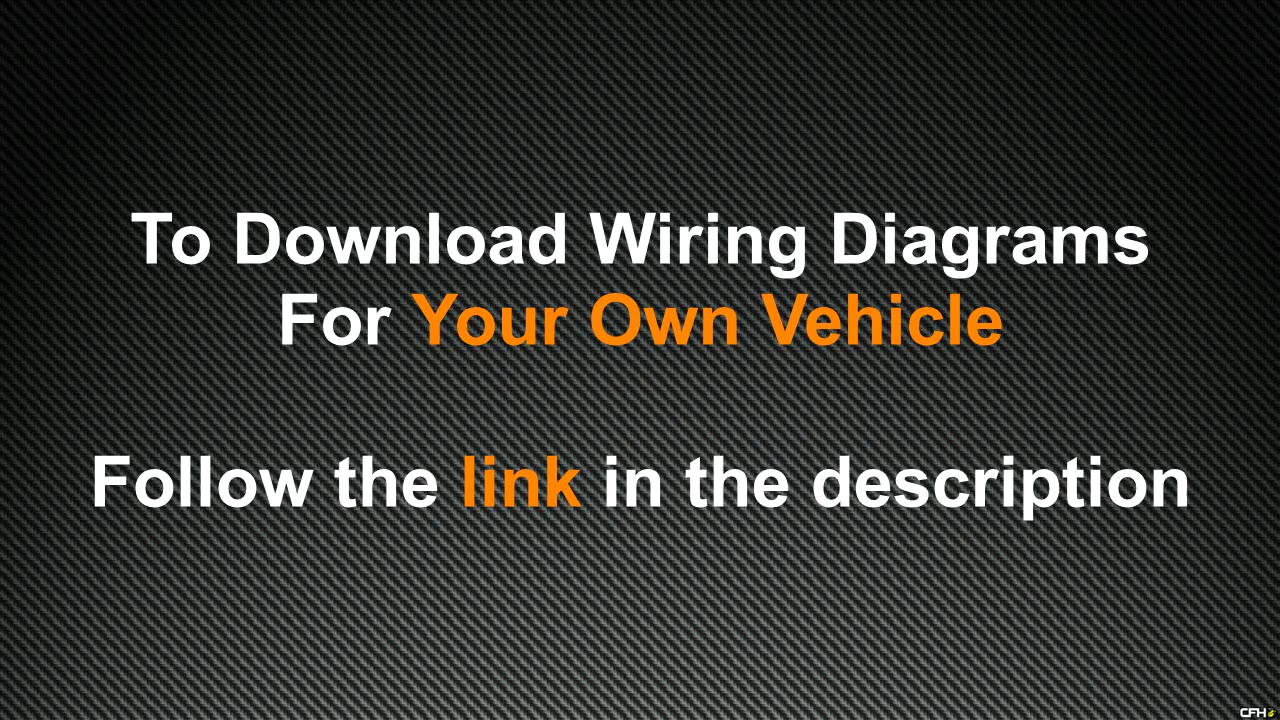 To Download Wiring Diagrams
For Your Own Vehicle
Follow the link in the description
CFH